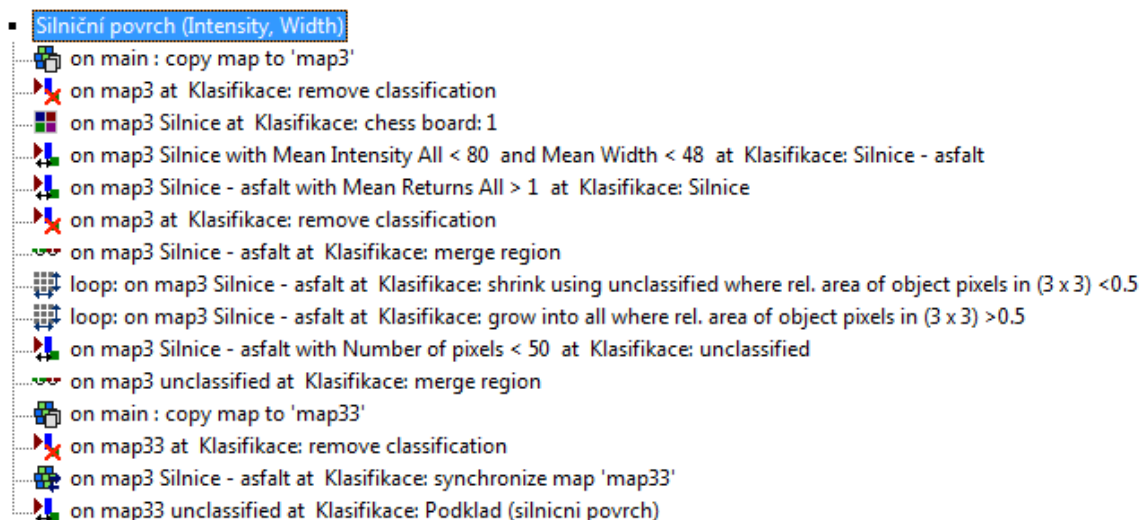 Silniční povrch (Intensity, Width)
on main : copy map to 'map3'
on map3 at Klasifikace: remove classification
on map3 Silnice at Klasifikace: chess board: 1
on map3 Silnice with Mean Intensity All < 80 and Mean Width < 48 at Klasifikace: Silnice - asfalt
on map3 Silnice - asfalt with Mean Returns All > 1 at Klasifikace: Silnice
on map3 at Klasifikace: remove classification
on map3 Silnice - asfalt at Klasifikace: merge region
loop: on map3 Silnice - asfalt at Klasifikace: shrink using unclassified where rel. area of object pixels in (3 x 3) <0.5
loop: on map3 Silnice - asfalt at Klasifikace: grow into all where rel. area of object pixels in (3 x 3) >0.5
on map3 Silnice - asfalt with Number of pixels < 50 at Klasifikace: unclassified
on map3 unclassified at Klasifikace: merge region
on main : copy map to 'map33'
on map33 at Klasifikace: remove classification
on map3 Silnice - asfalt at Klasifikace: synchronize map 'map33'
on map33 unclassified at Klasifikace: Podklad (silnicni povrch)